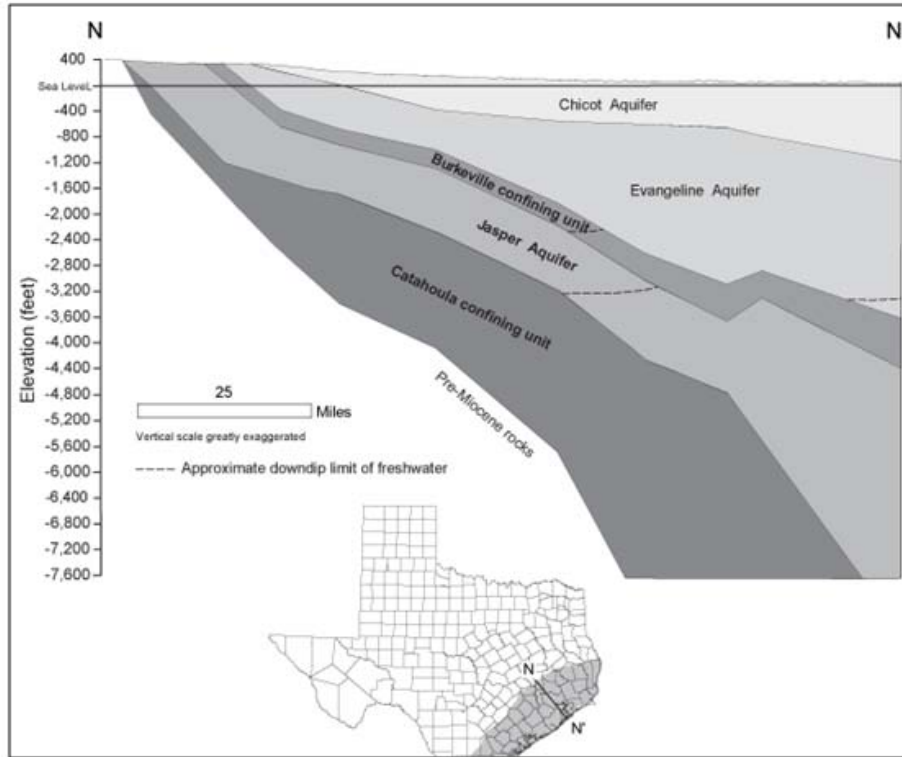 N
N'
400
Sea Level
-400
-800
-1,200
-1,600
-2,000
-2,400
-2,800
-3,200
-3,600
-4,000
-4,400
-4,800
-5,200
-5,600
-6,000
-6,400
-6,800
-7,200
-7,600
Elevation (feet)
Chicot Aquifer
Evangeline Aquifer
Burkeville confining unit
Jasper Aquifer
Catahoula confining unit
Pre-Miocene rocks
25
Miles
Vertical scale greatly exaggerated
Approximate downdip limit of freshwater
N
N'